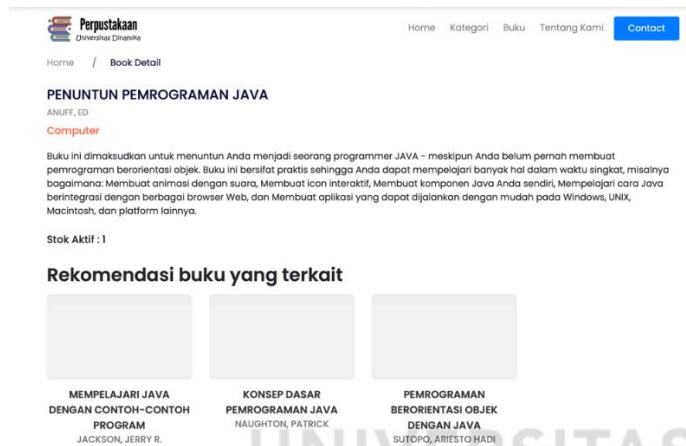 Perpustakaan
Universitas Dinamika
Home Kategori Buku Tentang Kami Contact
Home / Book Detail
PENUNTUN PEMROGRAMAN JAVA
ANUFF, ED
Computer
Buku ini dimaksudkan untuk menuntun Anda menjadi seorang programmer JAVA - meskipun Anda belum pernah membuat
pemrograman berorientasi objek. Buku ini bersifat praktis sehingga Anda dapat mempelajari banyak hal dalam waktu singkat, misalnya
bagaimana: Membuat animasi dengan suara, Membuat icon interaktif, Membuat komponen Java Anda sendiri, Mempelajari cara Java
berintegrasi dengan berbagai browser Web, dan Membuat aplikasi yang dapat dijalankan dengan mudah pada Windows, UNIX,
Macintosh, dan platform lainnya.
Stok Aktif : 1
Rekomendasi buku yang terkait
MEMPELAJARI JAVA
DENGAN CONTOH-CONTOH
PROGRAM
JACKSON, JERRY R.
KONSEP DASAR
PEMROGRAMAN JAVA
NAUGHTON, PATRICK
PEMROGRAMAN
BERORIENTASI OBJEK
DENGAN JAVA
SUTOPO, ARIESTO HADI